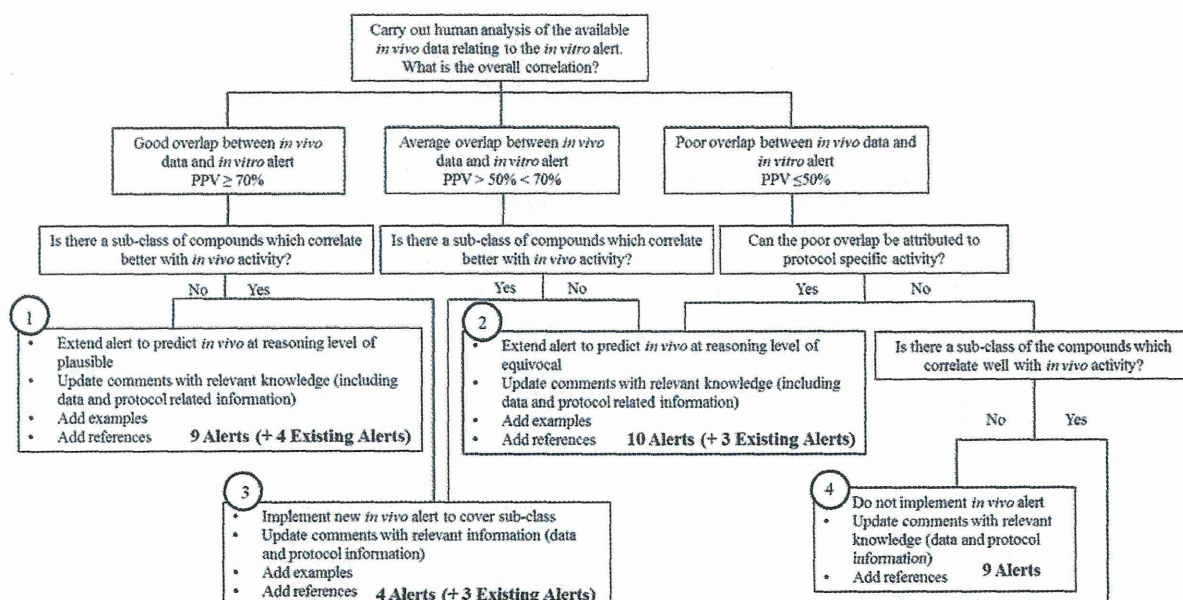 Carry out human analysis of the available
in vivo data relating to the in vitro alert.
What is the overall correlation?
Good overlap between in vivo
data and in vitro alert
PPV ≥ 70%
Average overlap between in vivo
data and in vitro alert
PPV > 50% < 70%
Poor overlap between in vivo data and
in vitro alert
PPV ≤50%
Is there a sub-class of compounds which correlate
better with in vivo activity?
Is there a sub-class of compounds which correlate
better with in vivo activity?
Can the poor overlap be attributed to
protocol specific activity?
No Yes
Yes No
Yes No
1
• Extend alert to predict in vivo at reasoning level of
plausible
• Update comments with relevant knowledge (including
data and protocol related information)
• Add examples
• Add references 9 Alerts (+ 4 Existing Alerts)
2
• Extend alert to predict in vivo at reasoning level of
equivocal
• Update comments with relevant knowledge (including
data and protocol related information)
• Add examples
• Add references 10 Alerts (+ 3 Existing Alerts)
Is there a sub-class of the compounds which
correlate well with in vivo activity?
No Yes
3
• Implement new in vivo alert to cover sub-class
• Update comments with relevant information (data
and protocol information)
• Add examples
• Add references 4 Alerts (+ 3 Existing Alerts)
4
• Do not implement in vivo alert
• Update comments with relevant
knowledge (data and protocol
information)
• Add references 9 Alerts